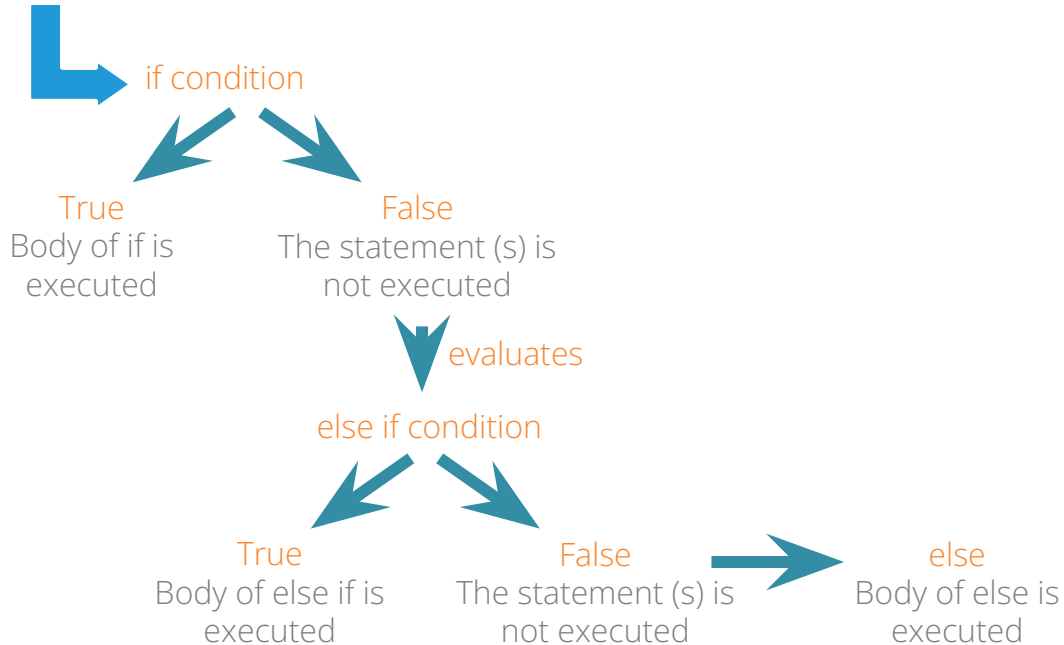 if condition
True
Body of if is
executed
False
The statement (s) is
not executed
evaluates
else if condition
True
Body of else if is
executed
False
The statement (s) is
not executed
else
Body of else is
executed